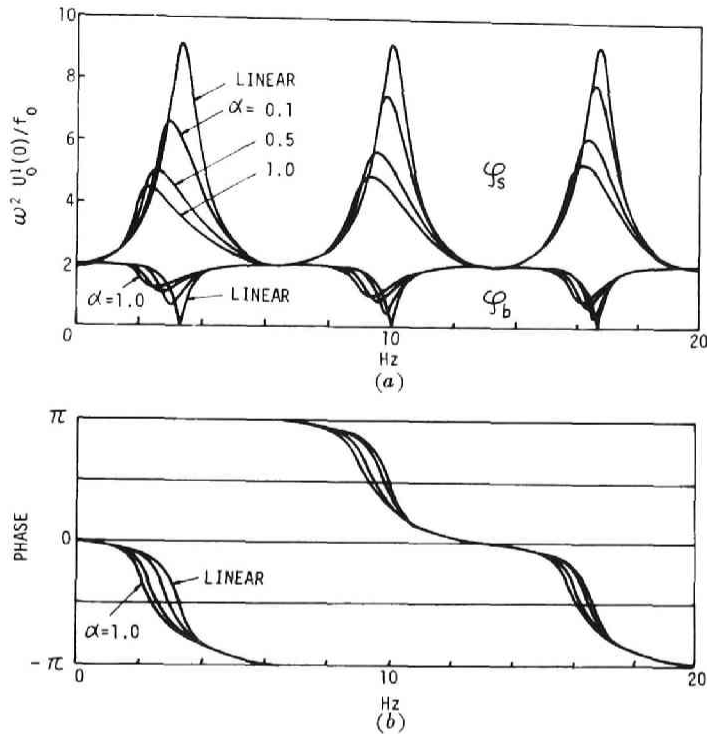 10
8
6
4
2
0
ω² U₀¹(0)/f₀
LINEAR
α= 0.1
0.5
1.0
φs
α=1.0
LINEAR
φb
10
20
Hz
(a)
π
0
-π
PHASE
LINEAR
α=1.0
0
10
20
Hz
(b)